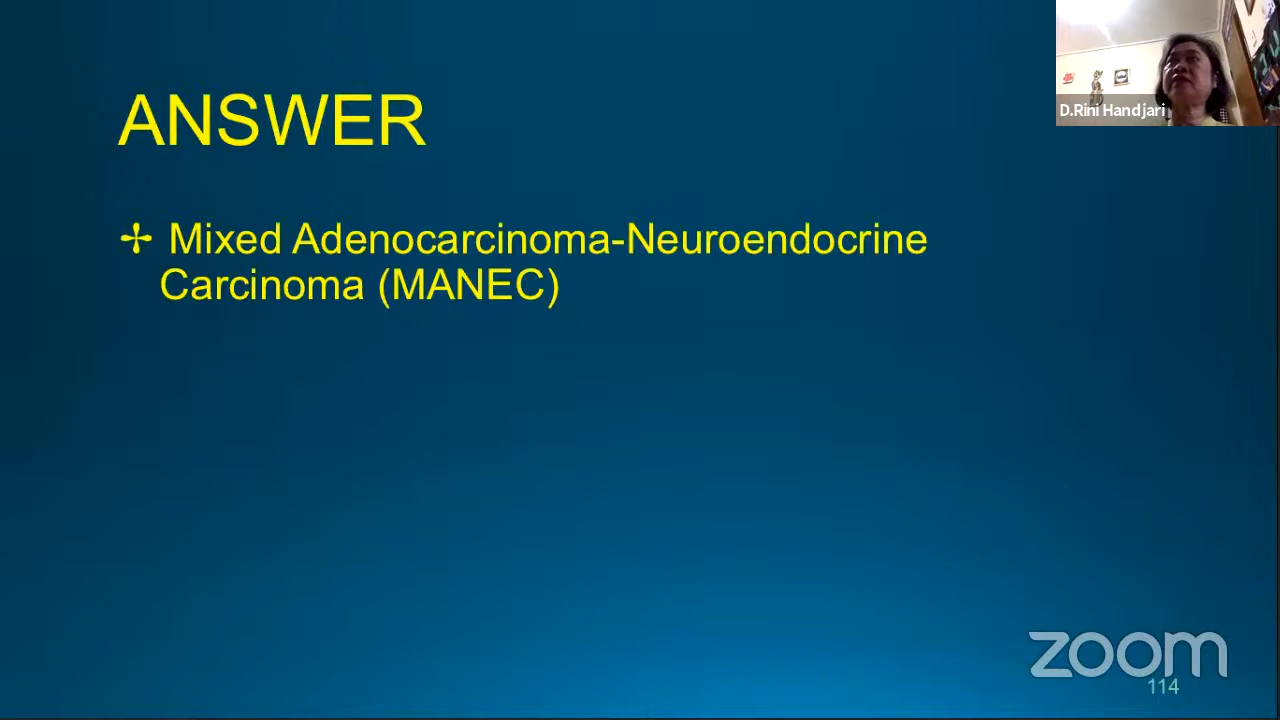 D.Rini Handjari
ANSWER
Mixed Adenocarcinoma-Neuroendocrine
Carcinoma (MANEC)
zoom
114